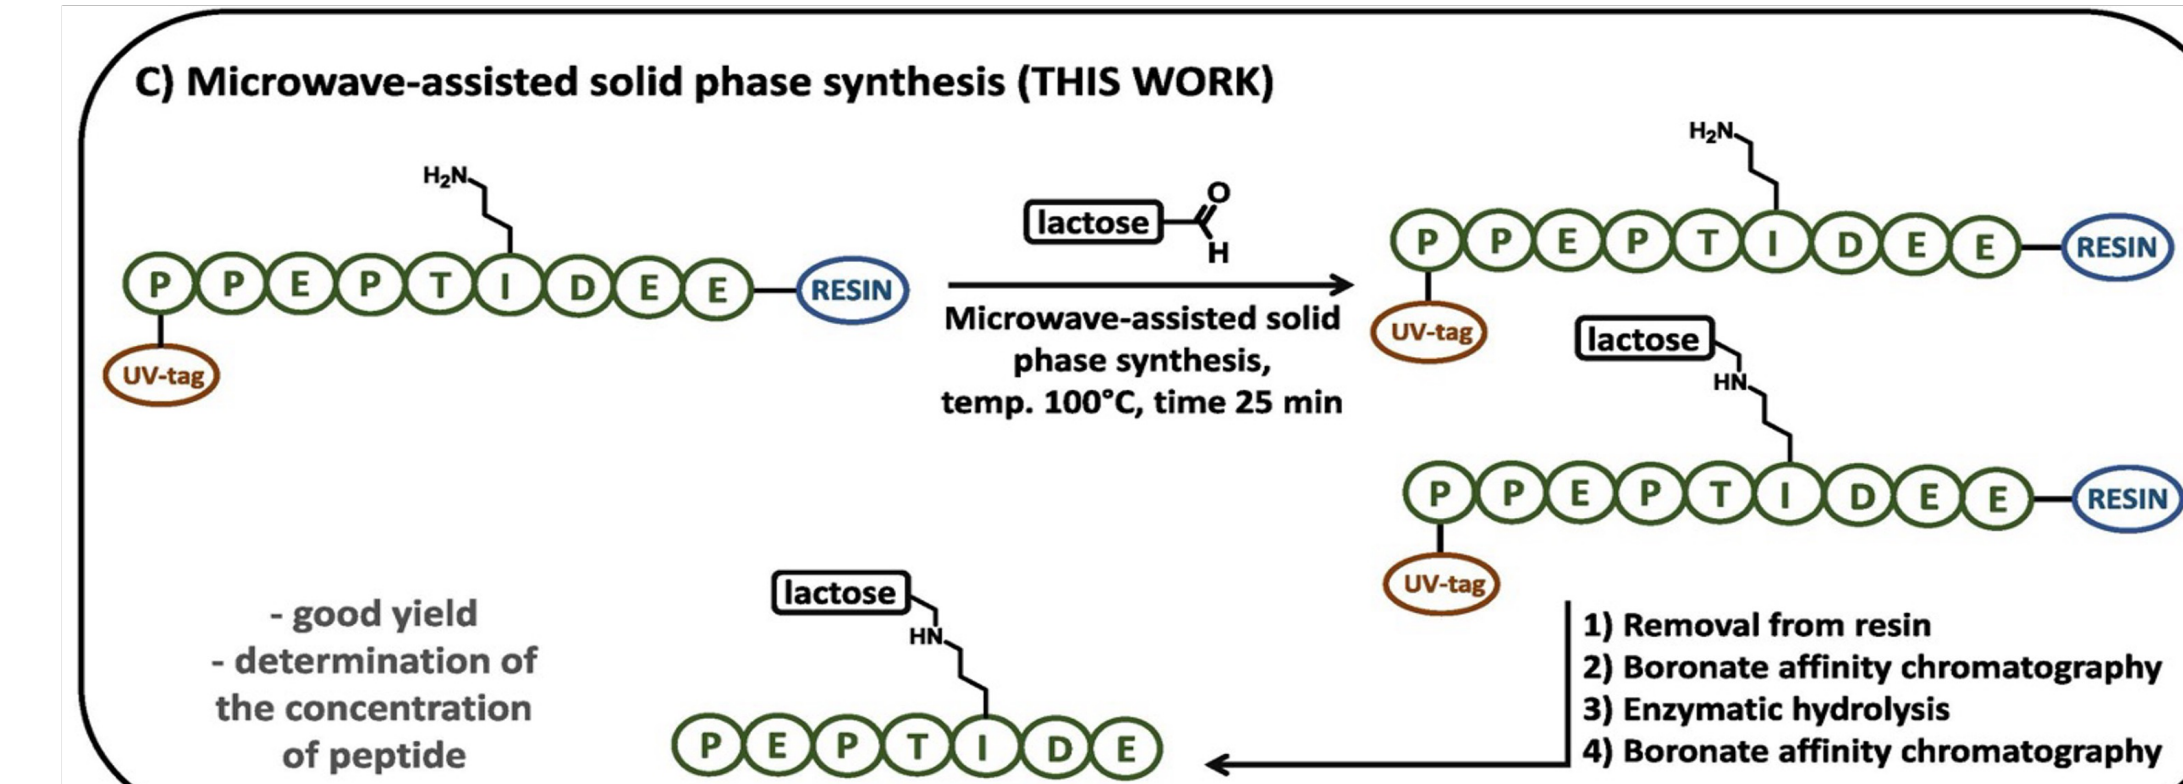 C) Microwave-assisted solid phase synthesis (THIS WORK)
H₂N
P P E P T I D E E RESIN
UV-tag
lactose O
H
Microwave-assisted solid
phase synthesis,
temp. 100°C, time 25 min
H₂N
P P E P T I D E E RESIN
UV-tag
lactose
HN
P P E P T I D E E RESIN
UV-tag
1) Removal from resin
2) Boronate affinity chromatography
3) Enzymatic hydrolysis
4) Boronate affinity chromatography
lactose
HN
P E P T I D E
- good yield
- determination of
the concentration
of peptide